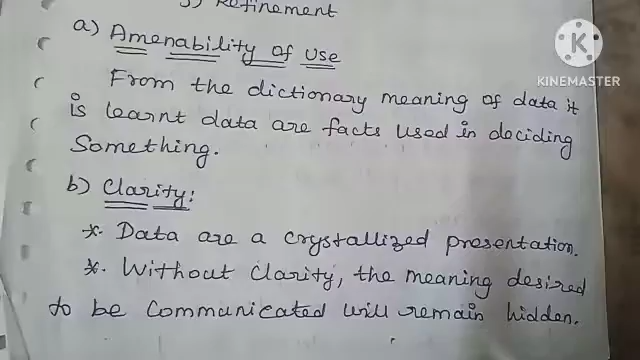 j) Refinement
a) Amenability of Use
From the dictionary meaning of data it
is learnt data are facts used in deciding
Something.
b) Clarity:
*. Data are a crystallized presentation.
*. Without Clarity, the meaning desired
to be Communicated will remain hidden.
K
KINEMASTER